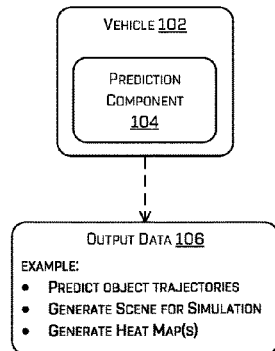 VEHICLE 102
PREDICTION
COMPONENT
104
OUTPUT DATA 106
EXAMPLE:
• PREDICT OBJECT TRAJECTORIES
• GENERATE SCENE FOR SIMULATION
• GENERATE HEAT MAP(S)